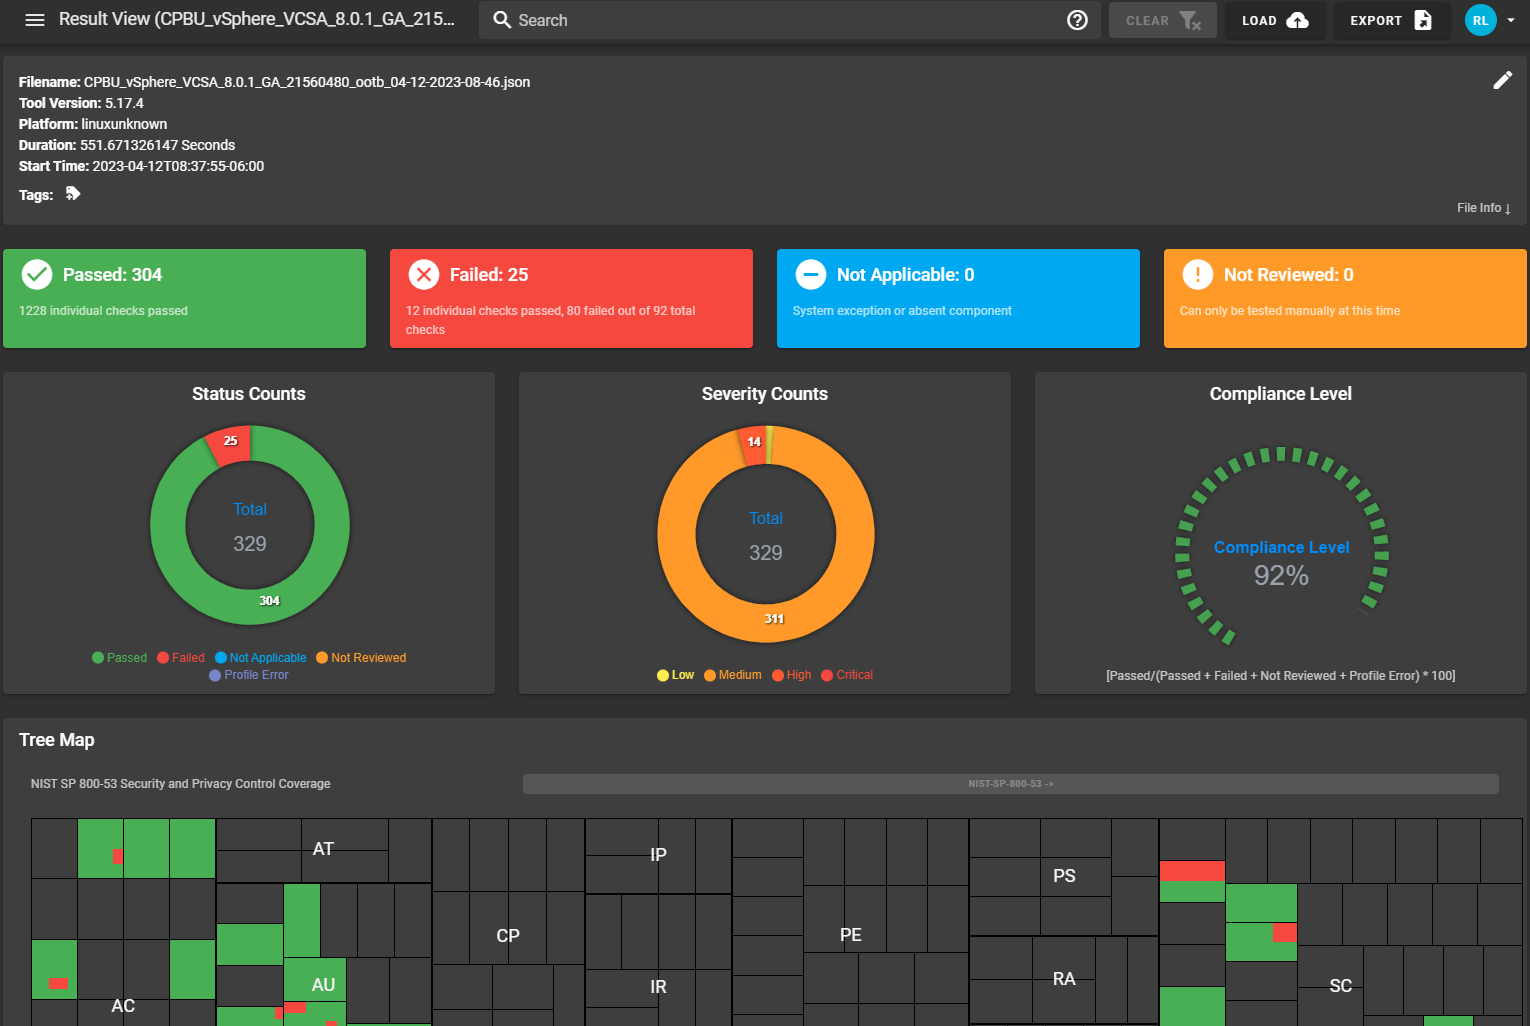 Result View (CPBU_vSphere_VCSA_8.0.1_GA_215...
Search
CLEAR
LOAD
EXPORT
RL
Filename: CPBU_vSphere_VCSA_8.0.1_GA_21560480_ootb_04-12-2023-08-46.json
Tool Version: 5.17.4
Platform: linuxunknown
Duration: 551.671326147 Seconds
Start Time: 2023-04-12T08:37:55-06:00
Tags:
File Info ↓
Passed: 304
1228 individual checks passed
Failed: 25
12 individual checks passed, 80 failed out of 92 total
checks
Not Applicable: 0
System exception or absent component
Not Reviewed: 0
Can only be tested manually at this time
Status Counts
25
Total
329
304
Passed Failed Not Applicable Not Reviewed
Profile Error
Severity Counts
14
Total
329
311
Low Medium High Critical
Compliance Level
Compliance Level
92%
[Passed/(Passed + Failed + Not Reviewed + Profile Error) * 100]
Tree Map
NIST SP 800-53 Security and Privacy Control Coverage
NIST-SP-800-53 ->
AT
IP
PS
CP
PE
RA
AU
IR
SC
AC